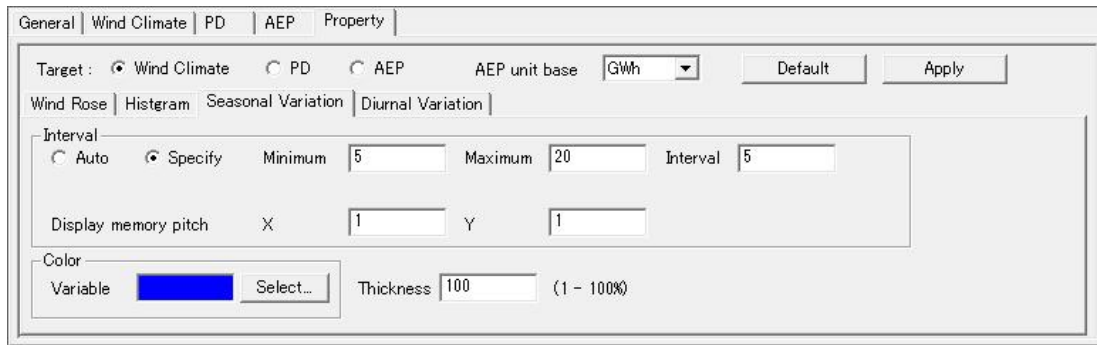 General Wind Climate PD AEP Property
Target : Wind Climate PD AEP AEP unit base GWh Default Apply
Wind Rose Histgram Seasonal Variation Diurnal Variation
Interval
Auto Specify Minimum 5 Maximum 20 Interval 5
Display memory pitch X 1 Y 1
Color
Variable Select... Thickness 100 (1 - 100%)